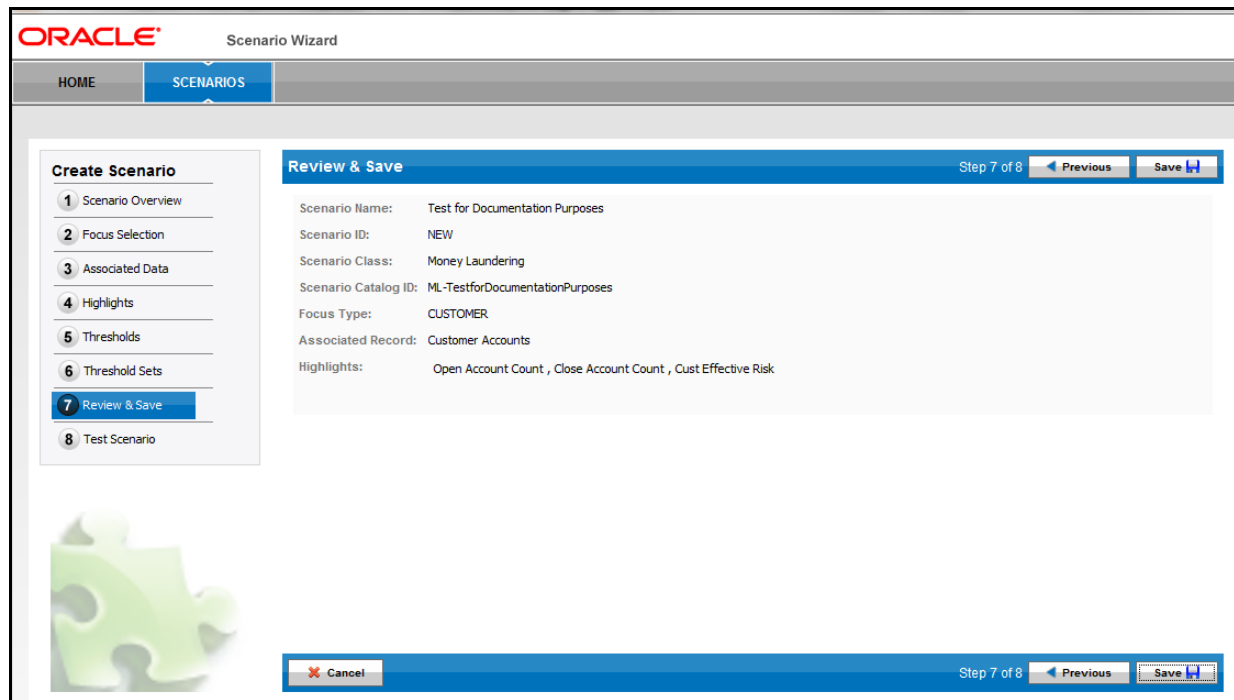 ORACLE Scenario Wizard
HOME SCENARIOS
Create Scenario
1 Scenario Overview
2 Focus Selection
3 Associated Data
4 Highlights
5 Thresholds
6 Threshold Sets
7 Review & Save
8 Test Scenario
Review & Save Step 7 of 8 Previous Save
Scenario Name: Test for Documentation Purposes
Scenario ID: NEW
Scenario Class: Money Laundering
Scenario Catalog ID: ML-TestforDocumentationPurposes
Focus Type: CUSTOMER
Associated Record: Customer Accounts
Highlights: Open Account Count , Close Account Count , Cust Effective Risk
Cancel Step 7 of 8 Previous Save